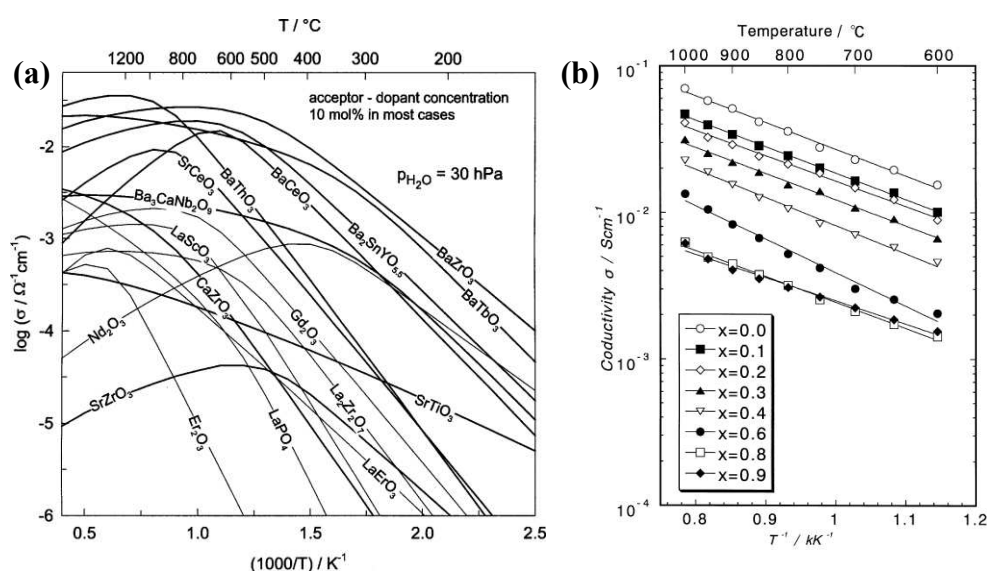 (a)
T / °C
1200 800 600 500 400 300 200
acceptor - dopant concentration
10 mol% in most cases
pH2O = 30 hPa
SrCeO3
BaThO3
BaCeO3
Ba3CaNb2O9
Ba2SnYO5.5
BaZrO3
BaTbO3
LaScO3
CaZrO3
Gd2O3
Nd2O3
SrZrO3
Er2O3
LaPO4
La2Zr2O7
SrTiO3
LaErO3
log (σ / Ω-1cm-1)
-2
-3
-4
-5
-6
0.5 1.0 1.5 2.0 2.5
(1000/T) / K-1
(b)
Temperature / °C
1000 900 800 700 600
Coductivity σ / Scm-1
10-1
10-2
10-3
10-4
x=0.0
x=0.1
x=0.2
x=0.3
x=0.4
x=0.6
x=0.8
x=0.9
0.8 0.9 1 1.1 1.2
T-1 / kK-1